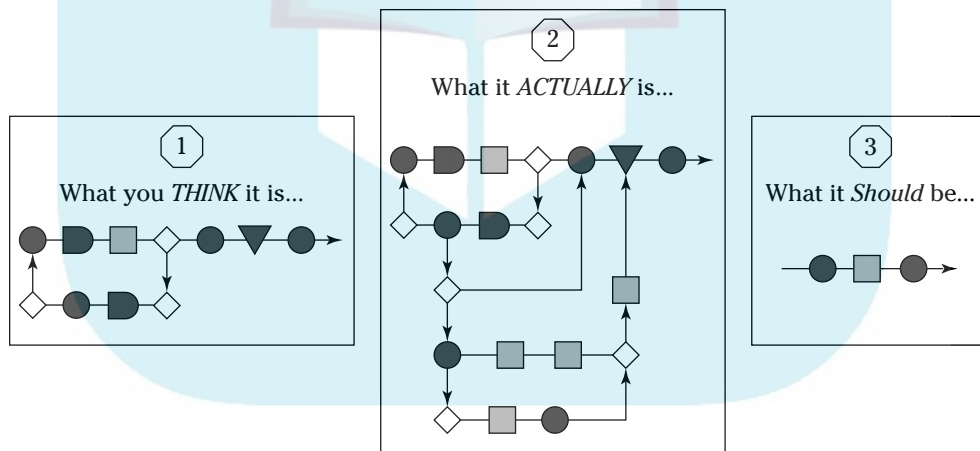 1
What you THINK it is...
2
What it ACTUALLY is...
3
What it Should be...